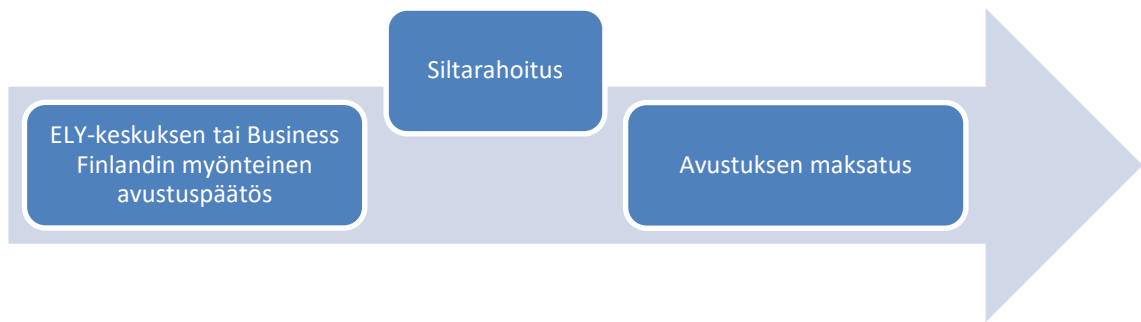 ELY-keskuksen tai Business
Finlandin myönteinen
avustuspäätös
Siltarahoitus
Avustuksen maksatus